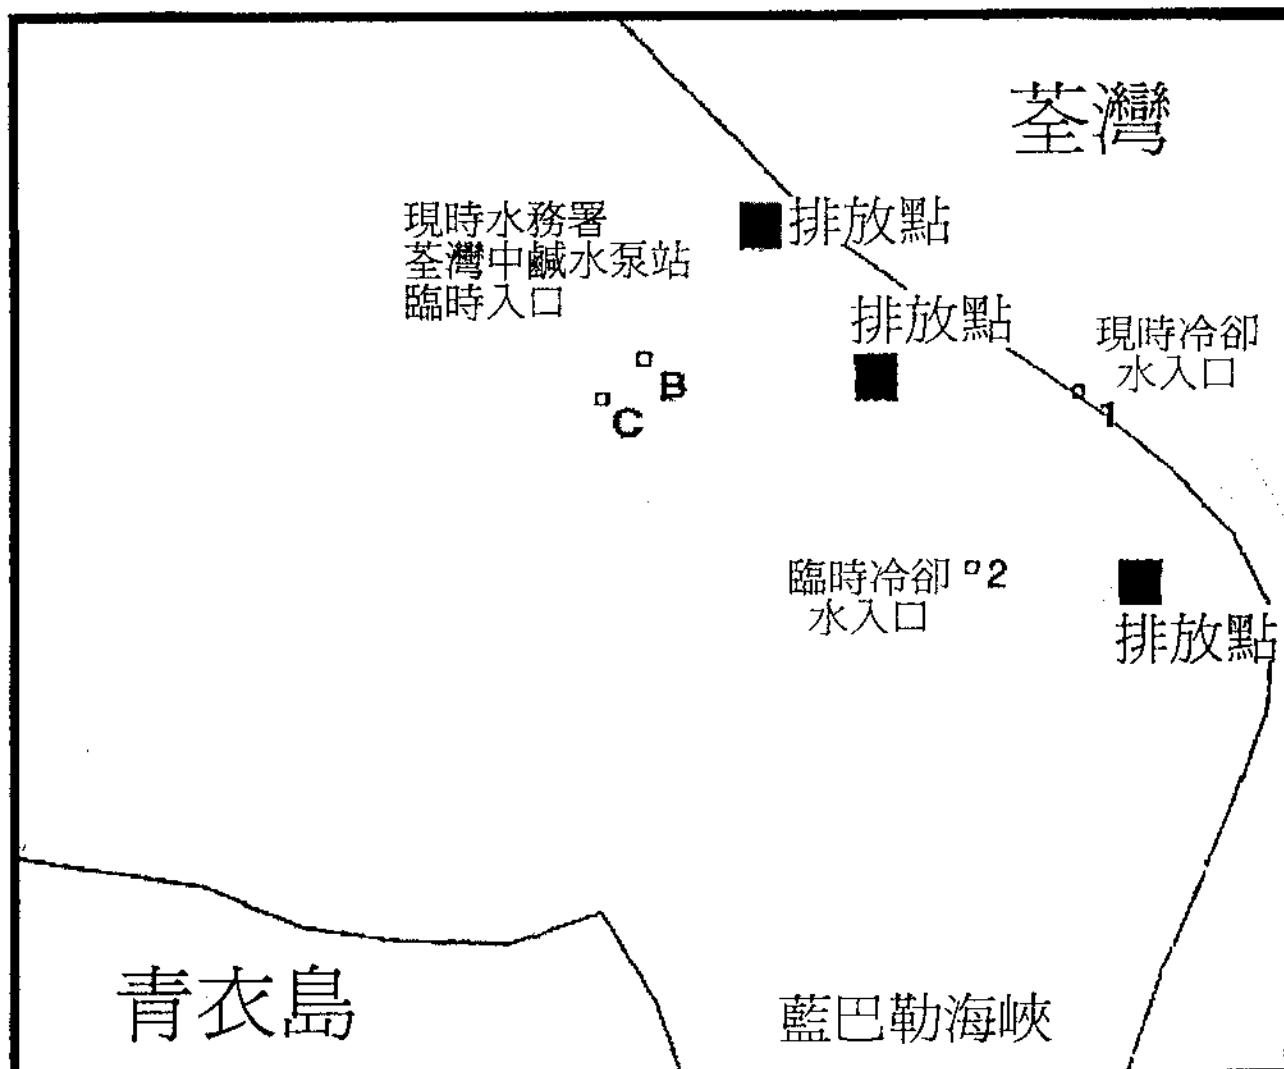 荃灣
現時水務署
荃灣中鹹水泵站
臨時入口
排放點
排放點
現時冷卻
水入口
B
C
1
臨時冷卻
水入口
2
排放點
青衣島
藍巴勒海峽